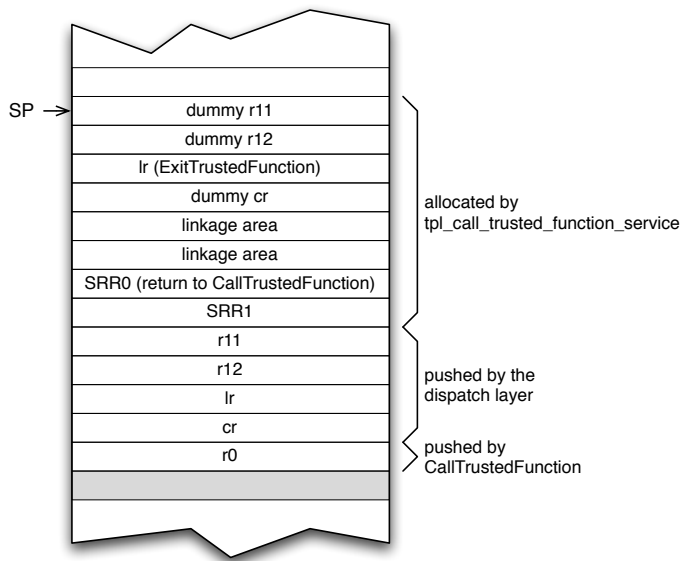 SP
dummy r11
dummy r12
lr (ExitTrustedFunction)
dummy cr
linkage area
linkage area
SRR0 (return to CallTrustedFunction)
SRR1
r11
r12
lr
cr
r0
allocated by
tpl_call_trusted_function_service
pushed by the
dispatch layer
pushed by
CallTrustedFunction